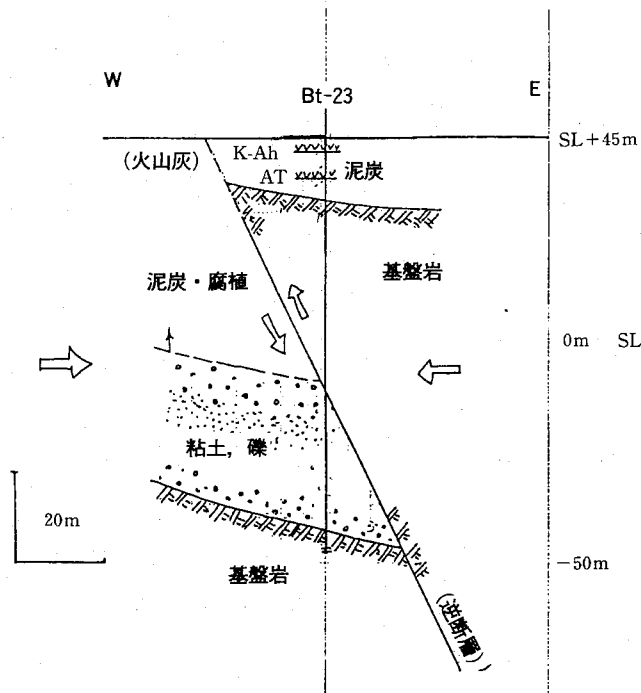 W
E
Bt-23
SL+45m
(火山灰)
K-Ah
泥炭
AT
泥炭・腐植
基盤岩
0m SL
粘土，礫
20m
基盤岩
-50m
(逆断層)